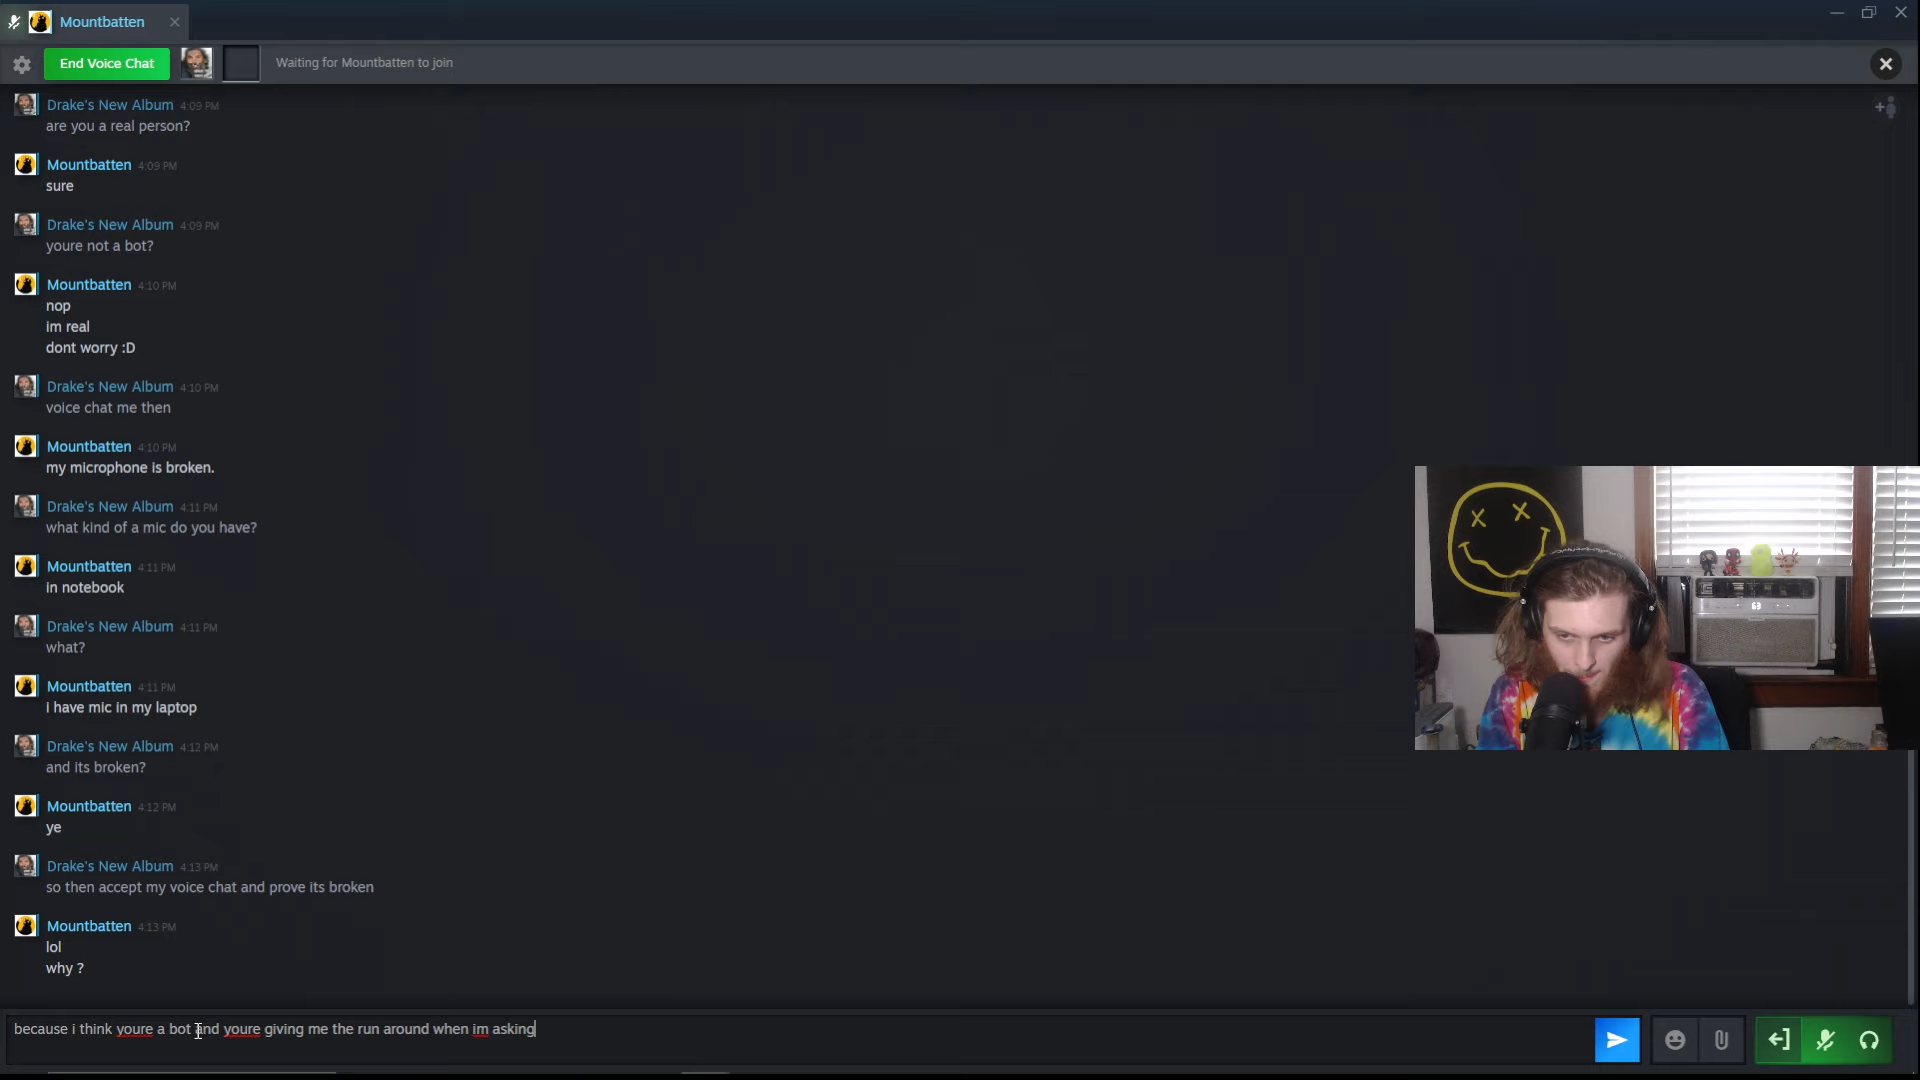 Mountbatten
End Voice Chat
Waiting for Mountbatten to join
Drake's New Album 4:09 PM
are you a real person?
Mountbatten 4:09 PM
sure
Drake's New Album 4:09 PM
youre not a bot?
Mountbatten 4:10 PM
nop
im real
dont worry :D
Drake's New Album 4:10 PM
voice chat me then
Mountbatten 4:10 PM
my microphone is broken.
Drake's New Album 4:11 PM
what kind of a mic do you have?
Mountbatten 4:11 PM
in notebook
Drake's New Album 4:11 PM
what?
Mountbatten 4:11 PM
i have mic in my laptop
Drake's New Album 4:12 PM
and its broken?
Mountbatten 4:12 PM
ye
Drake's New Album 4:13 PM
so then accept my voice chat and prove its broken
Mountbatten 4:13 PM
lol
why ?
63
because i think youre a bot and youre giving me the run around when im asking